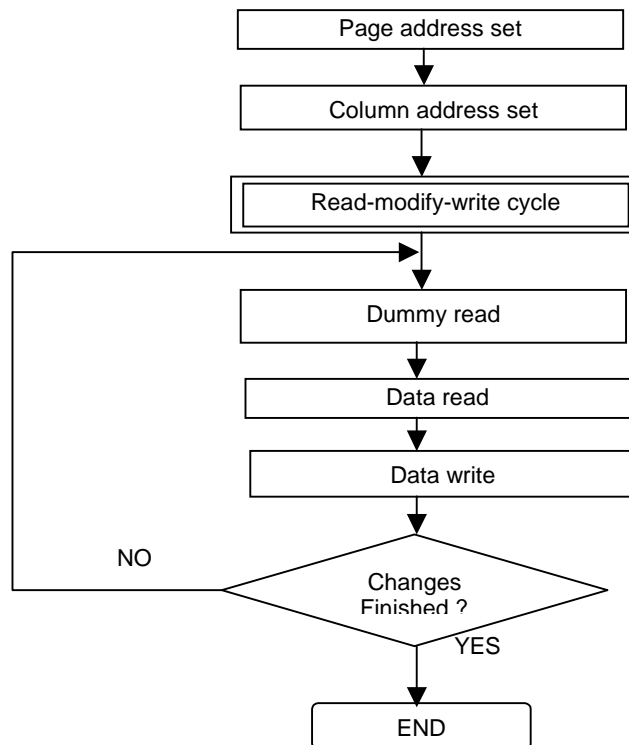 Page address set
Column address set
Read-modify-write cycle
Dummy read
Data read
Data write
NO
Changes
Finished ?
YES
END